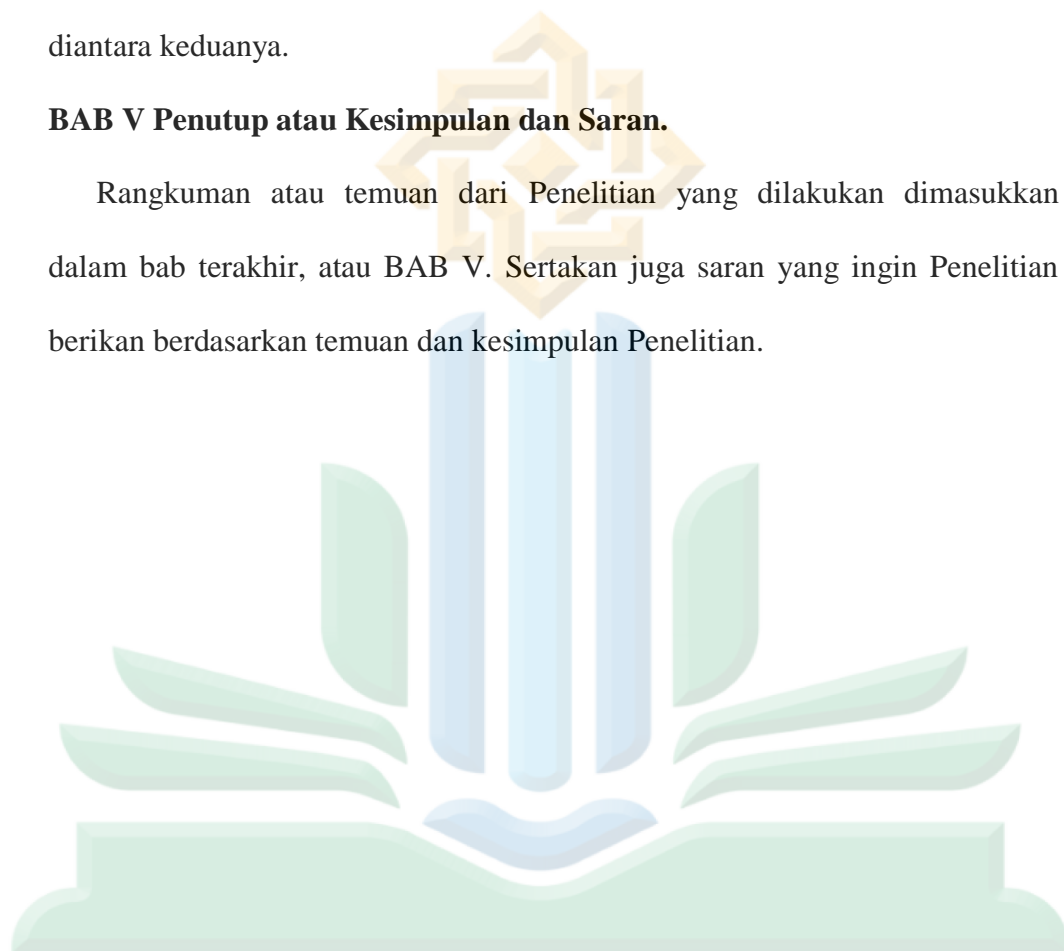 diantara keduanya.
BAB V Penutup atau Kesimpulan dan Saran.
Rangkuman atau temuan dari Penelitian yang dilakukan dimasukkan
dalam bab terakhir, atau BAB V. Sertakan juga saran yang ingin Penelitian
berikan berdasarkan temuan dan kesimpulan Penelitian.